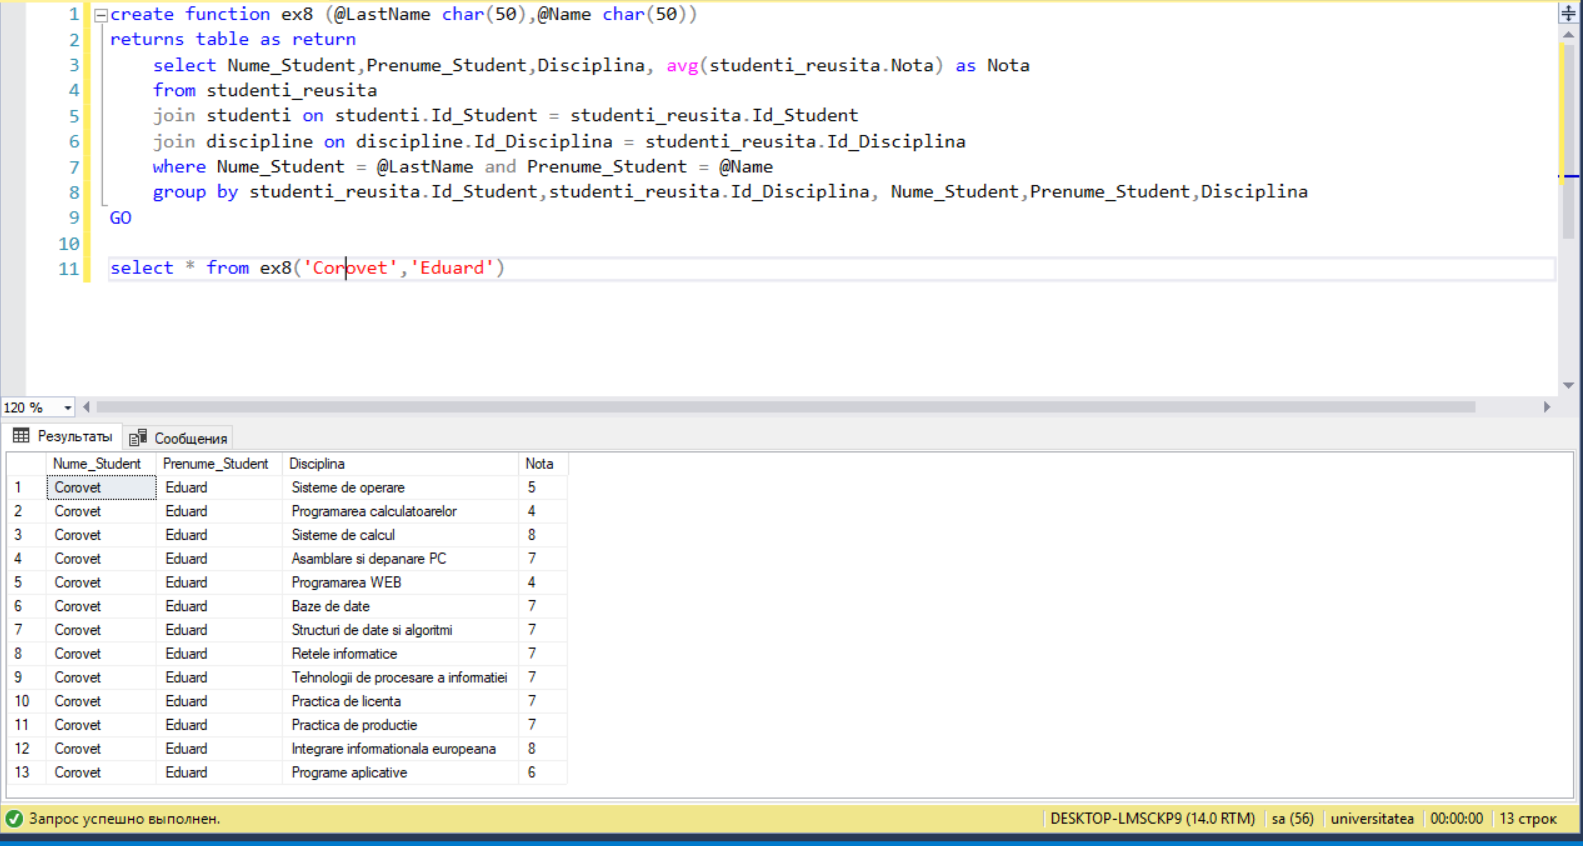 1 create function ex8 (@LastName char(50),@Name char(50))
2 returns table as return
3 select Nume_Student,Prenume_Student,Disciplina, avg(studenti_reusita.Nota) as Nota
4 from studenti_reusita
5 join studenti on studenti.Id_Student = studenti_reusita.Id_Student
6 join discipline on discipline.Id_Disciplina = studenti_reusita.Id_Disciplina
7 where Nume_Student = @LastName and Prenume_Student = @Name
8 group by studenti_reusita.Id_Student,studenti_reusita.Id_Disciplina, Nume_Student,Prenume_Student,Disciplina
9 GO
10
11 select * from ex8('Corovet','Eduard')
120 %
Результаты Сообщения
Nume_Student Prenume_Student Disciplina Nota
1 Corovet Eduard Sisteme de operare 5
2 Corovet Eduard Programarea calculatoarelor 4
3 Corovet Eduard Sisteme de calcul 8
4 Corovet Eduard Asamblare si depanare PC 7
5 Corovet Eduard Programarea WEB 4
6 Corovet Eduard Baze de date 7
7 Corovet Eduard Structuri de date si algoritmi 7
8 Corovet Eduard Retele informatice 7
9 Corovet Eduard Tehnologii de procesare a informatiei 7
10 Corovet Eduard Practica de licenta 7
11 Corovet Eduard Practica de productie 7
12 Corovet Eduard Integrare informationala europeana 8
13 Corovet Eduard Programe aplicative 6
Запрос успешно выполнен. DESKTOP-LMSCKP9 (14.0 RTM) sa (56) universitatea 00:00:00 13 строк